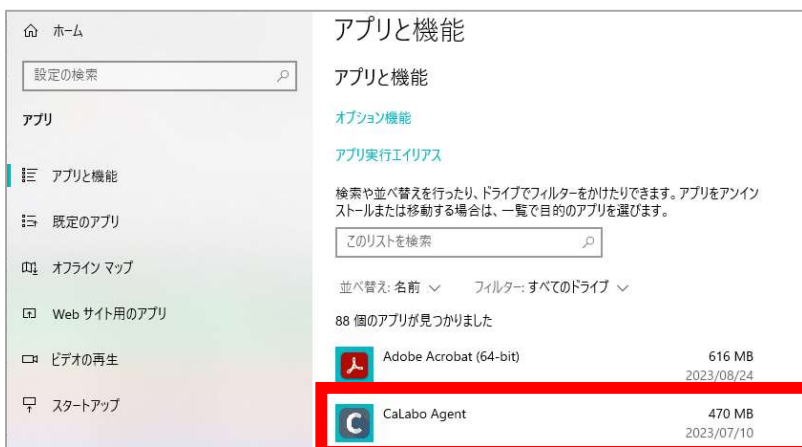 ホーム
設定の検索
アプリ
アプリと機能
既定のアプリ
オフライン マップ
Web サイト用のアプリ
ビデオの再生
スタートアップ
アプリと機能
アプリと機能
オプション機能
アプリ実行エイリアス
検索や並べ替えを行ったり、ドライブでフィルターをかけたりできます。アプリをアンイン
ストールまたは移動する場合は、一覧で目的のアプリを選びます。
このリストを検索
並べ替え: 名前 フィルター: すべてのドライブ
88 個のアプリが見つかりました
Adobe Acrobat (64-bit) 616 MB
2023/08/24
CaLabo Agent 470 MB
2023/07/10